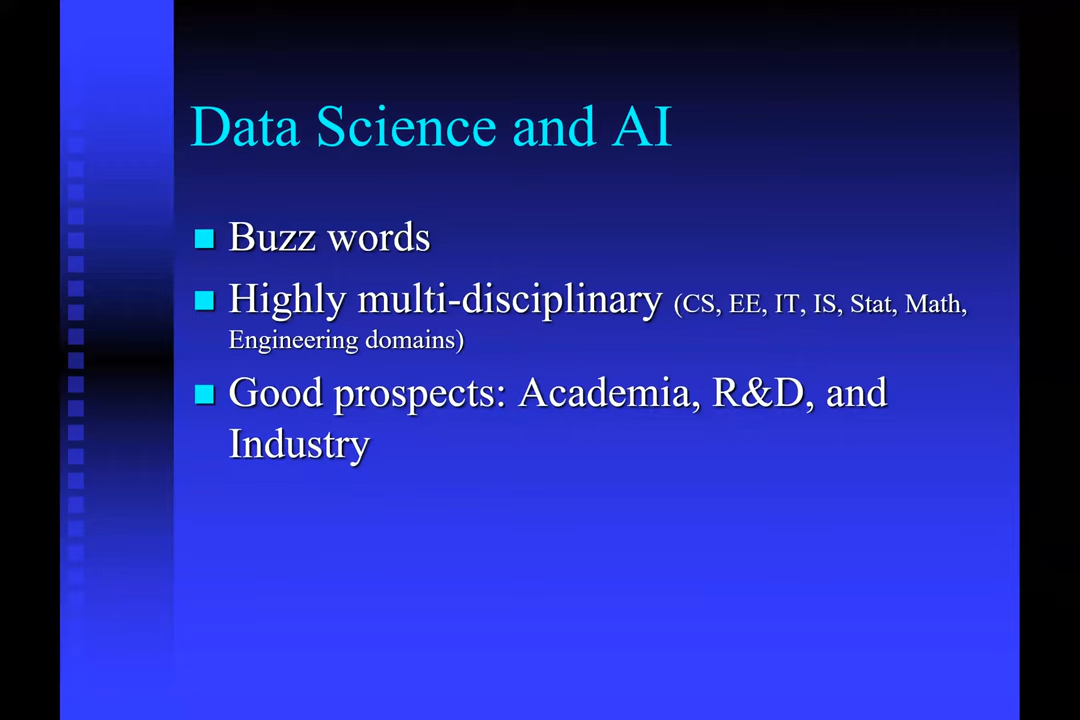 Data Science and AI
Buzz words
Highly multi-disciplinary (CS, EE, IT, IS, Stat, Math,
Engineering domains)
Good prospects: Academia, R&D, and
Industry